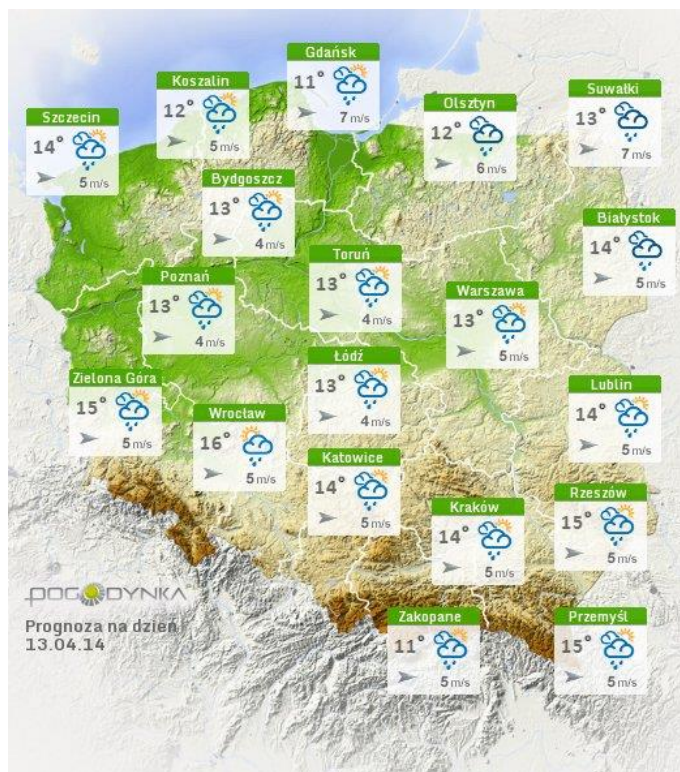 Gdańsk
11°
7 m/s
Koszalin
12°
5 m/s
Suwałki
13°
7 m/s
Olsztyn
12°
6 m/s
Szczecin
14°
5 m/s
Bydgoszcz
13°
4 m/s
Białystok
14°
5 m/s
Toruń
13°
4 m/s
Poznań
13°
4 m/s
Warszawa
13°
5 m/s
Łódź
13°
4 m/s
Zielona Góra
15°
5 m/s
Lublin
14°
5 m/s
Wrocław
16°
5 m/s
Katowice
14°
5 m/s
Rzeszów
15°
5 m/s
Kraków
14°
5 m/s
POGODYNKA
Prognoza na dzień
13.04.14
Zakopane
11°
5 m/s
Przemyśl
15°
5 m/s